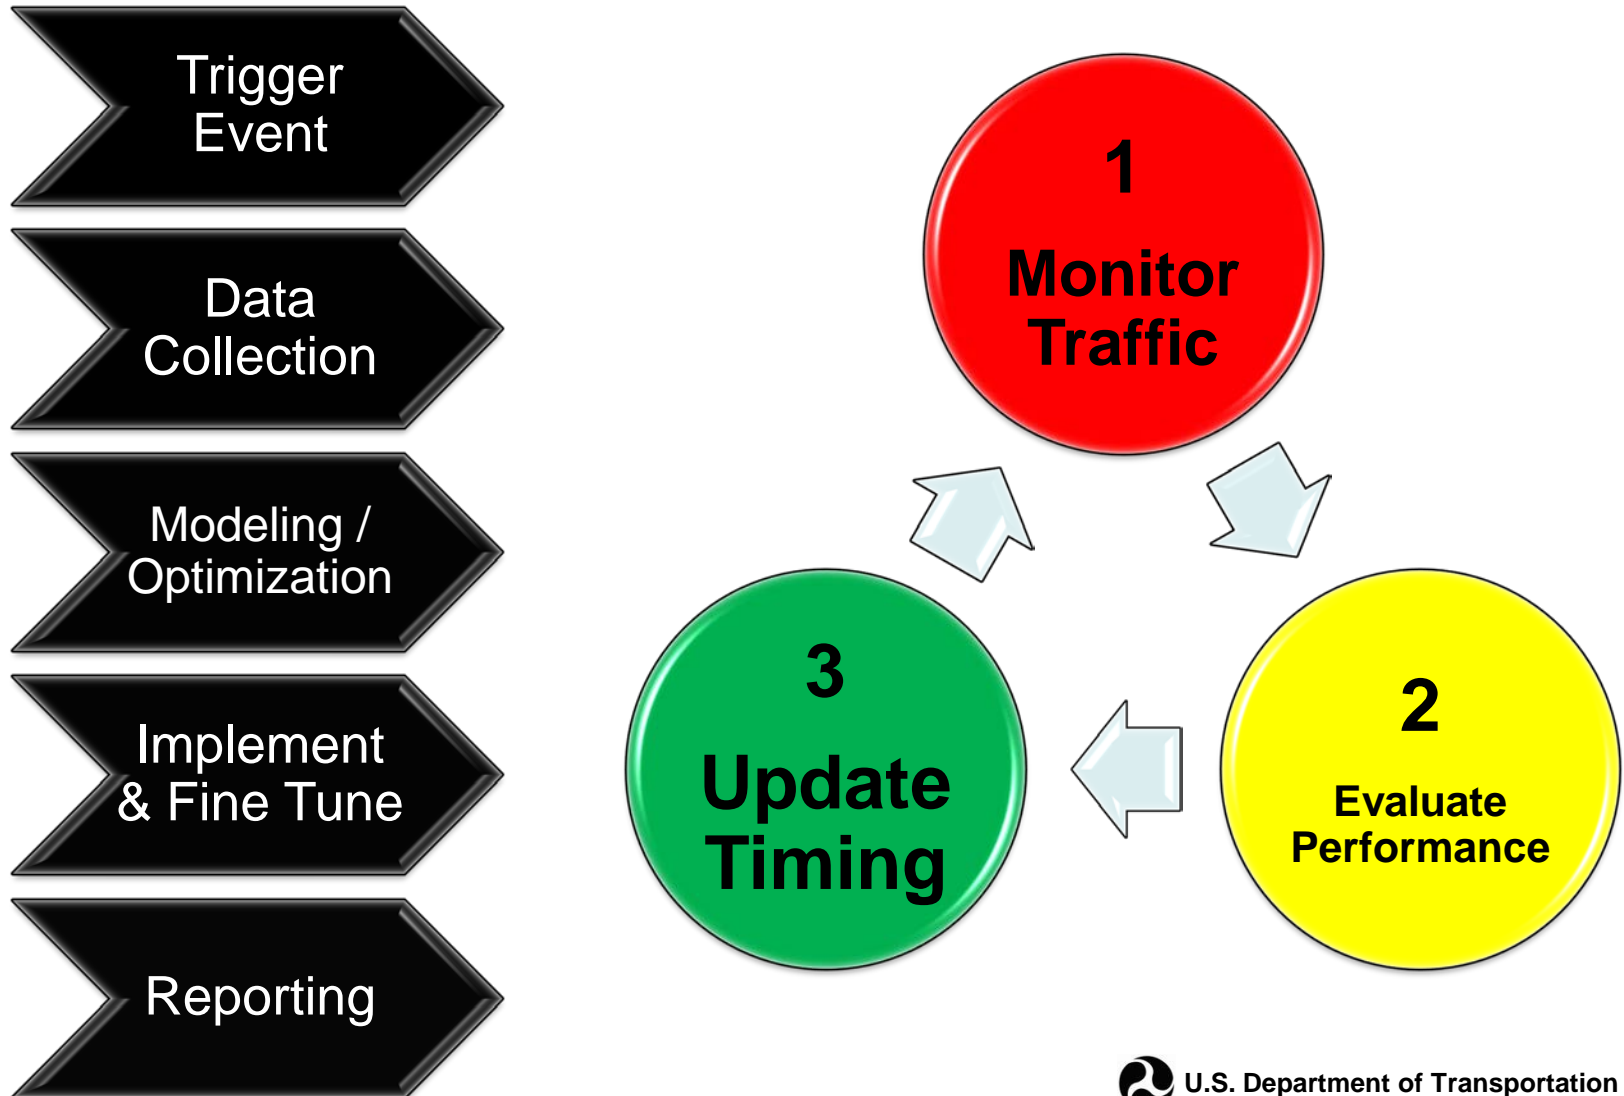 Trigger
Event
Data
Collection
Modeling /
Optimization
Implement
& Fine Tune
Reporting
1
Monitor
Traffic
2
Evaluate
Performance
3
Update
Timing
U.S. Department of Transportation